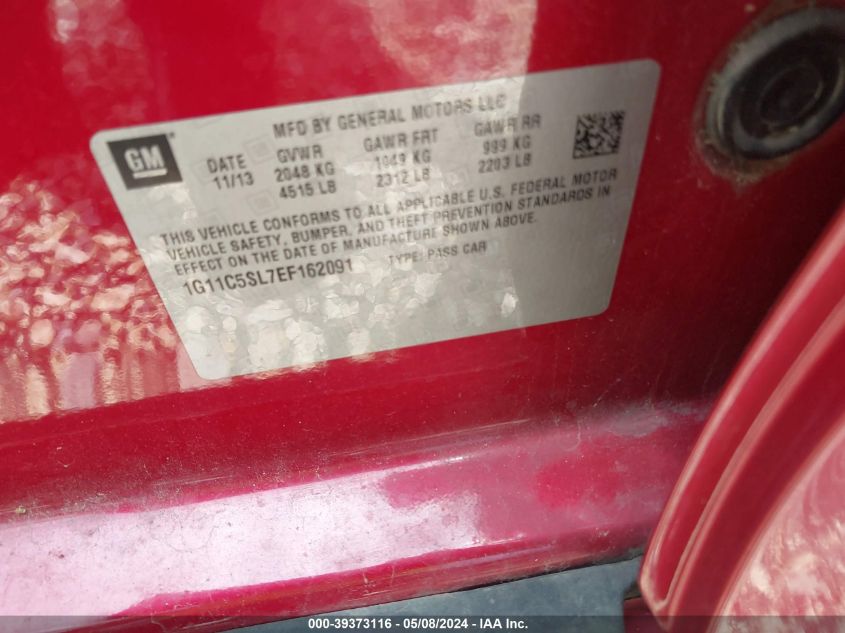 MFD BY GENERAL MOTORS LLC
GM
DATE GVWR GAWR FRT GAWR RR
11/13 2048 KG 1049 KG 999 KG
4515 LB 2312 LB 2203 LB
THIS VEHICLE CONFORMS TO ALL APPLICABLE U.S. FEDERAL MOTOR
VEHICLE SAFETY, BUMPER, AND THEFT PREVENTION STANDARDS IN
EFFECT ON THE DATE OF MANUFACTURE SHOWN ABOVE.
1G11C5SL7EF162091 TYPE: PASS CAR
000-39373116 - 05/08/2024 - IAA Inc.